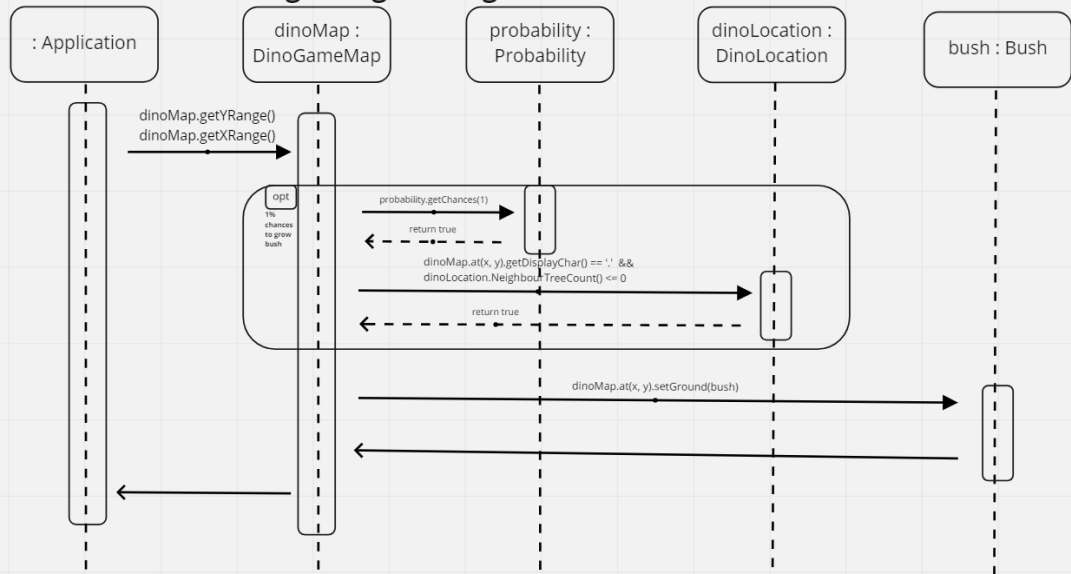 : Application
dinoMap :
DinoGameMap
probability :
Probability
dinoLocation :
DinoLocation
bush : Bush
dinoMap.getYRange()
dinoMap.getXRange()
opt
1%
chances
to grow
bush
probability.getChances(1)
return true
dinoMap.at(x, y).getDisplayChar() == '.' &&
dinoLocation.NeighbourTreeCount() <= 0
return true
dinoMap.at(x, y).setGround(bush)